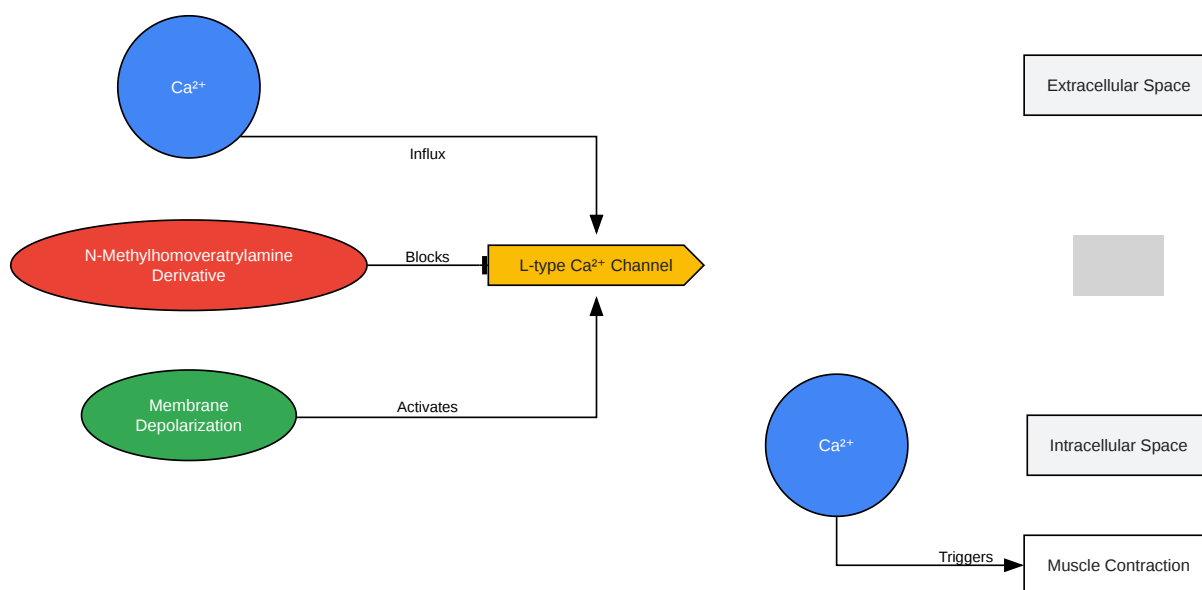 Ca²⁺
Extracellular Space
Influx
N-Methylhomoveratrylamine
Derivative
Blocks
L-type Ca²⁺ Channel
Membrane
Depolarization
Activates
Ca²⁺
Intracellular Space
Triggers
Muscle Contraction